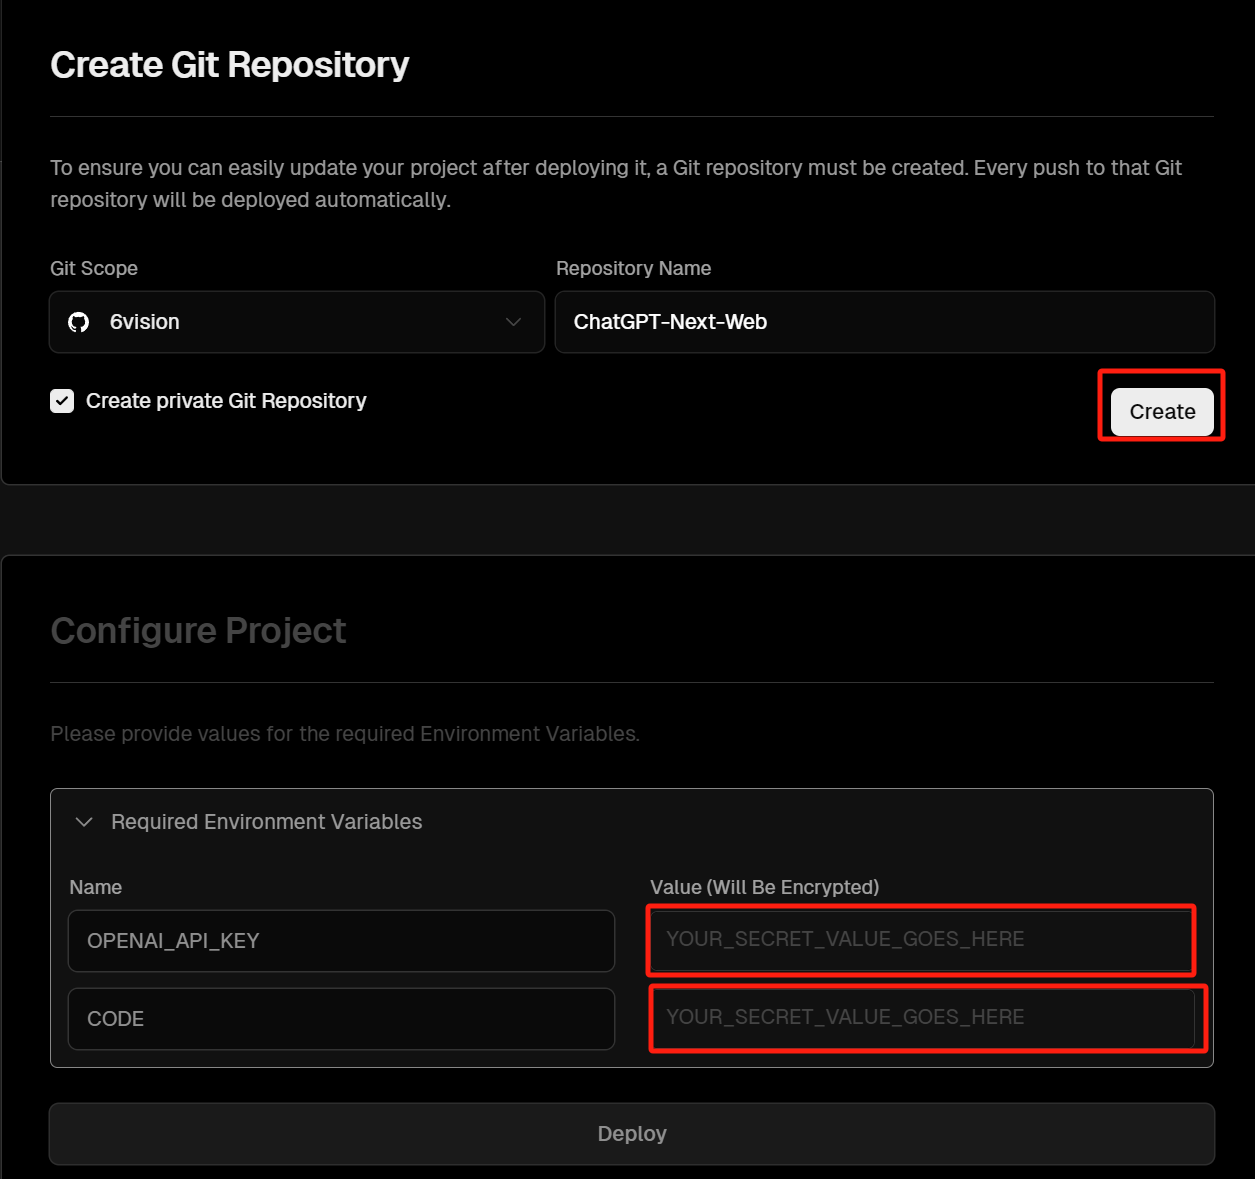 Create Git Repository
To ensure you can easily update your project after deploying it, a Git repository must be created. Every push to that Git
repository will be deployed automatically.
Git Scope
Repository Name
6vision
ChatGPT-Next-Web
Create private Git Repository
Create
Configure Project
Please provide values for the required Environment Variables.
Required Environment Variables
Name
Value (Will Be Encrypted)
OPENAI_API_KEY
YOUR_SECRET_VALUE_GOES_HERE
CODE
YOUR_SECRET_VALUE_GOES_HERE
Deploy